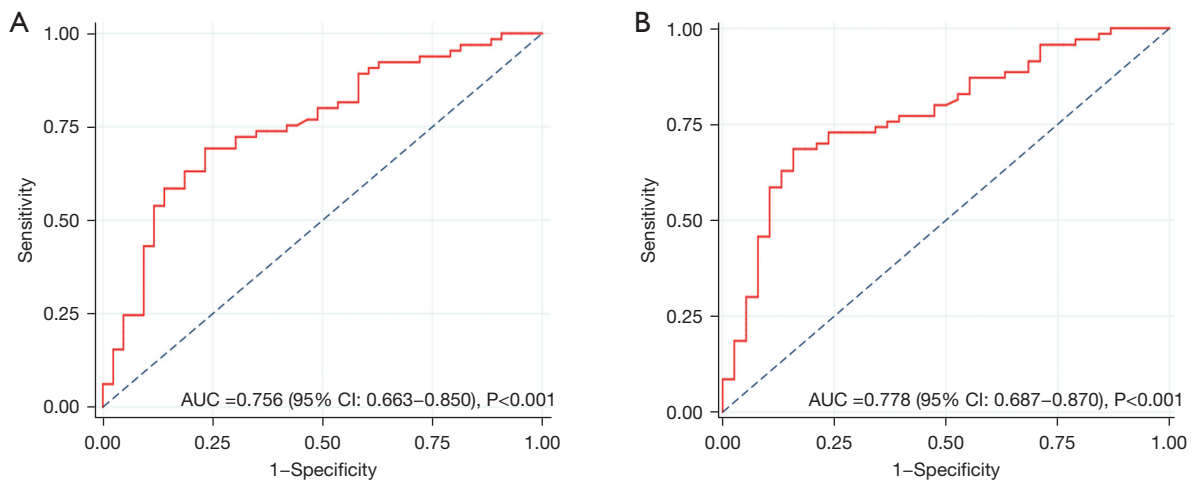 A
1.00
0.75
0.50
0.25
0.00
Sensitivity
AUC =0.756 (95% CI: 0.663–0.850), P<0.001
0.00 0.25 0.50 0.75 1.00
1–Specificity
B
1.00
0.75
0.50
0.25
0.00
Sensitivity
AUC =0.778 (95% CI: 0.687–0.870), P<0.001
0.00 0.25 0.50 0.75 1.00
1–Specificity